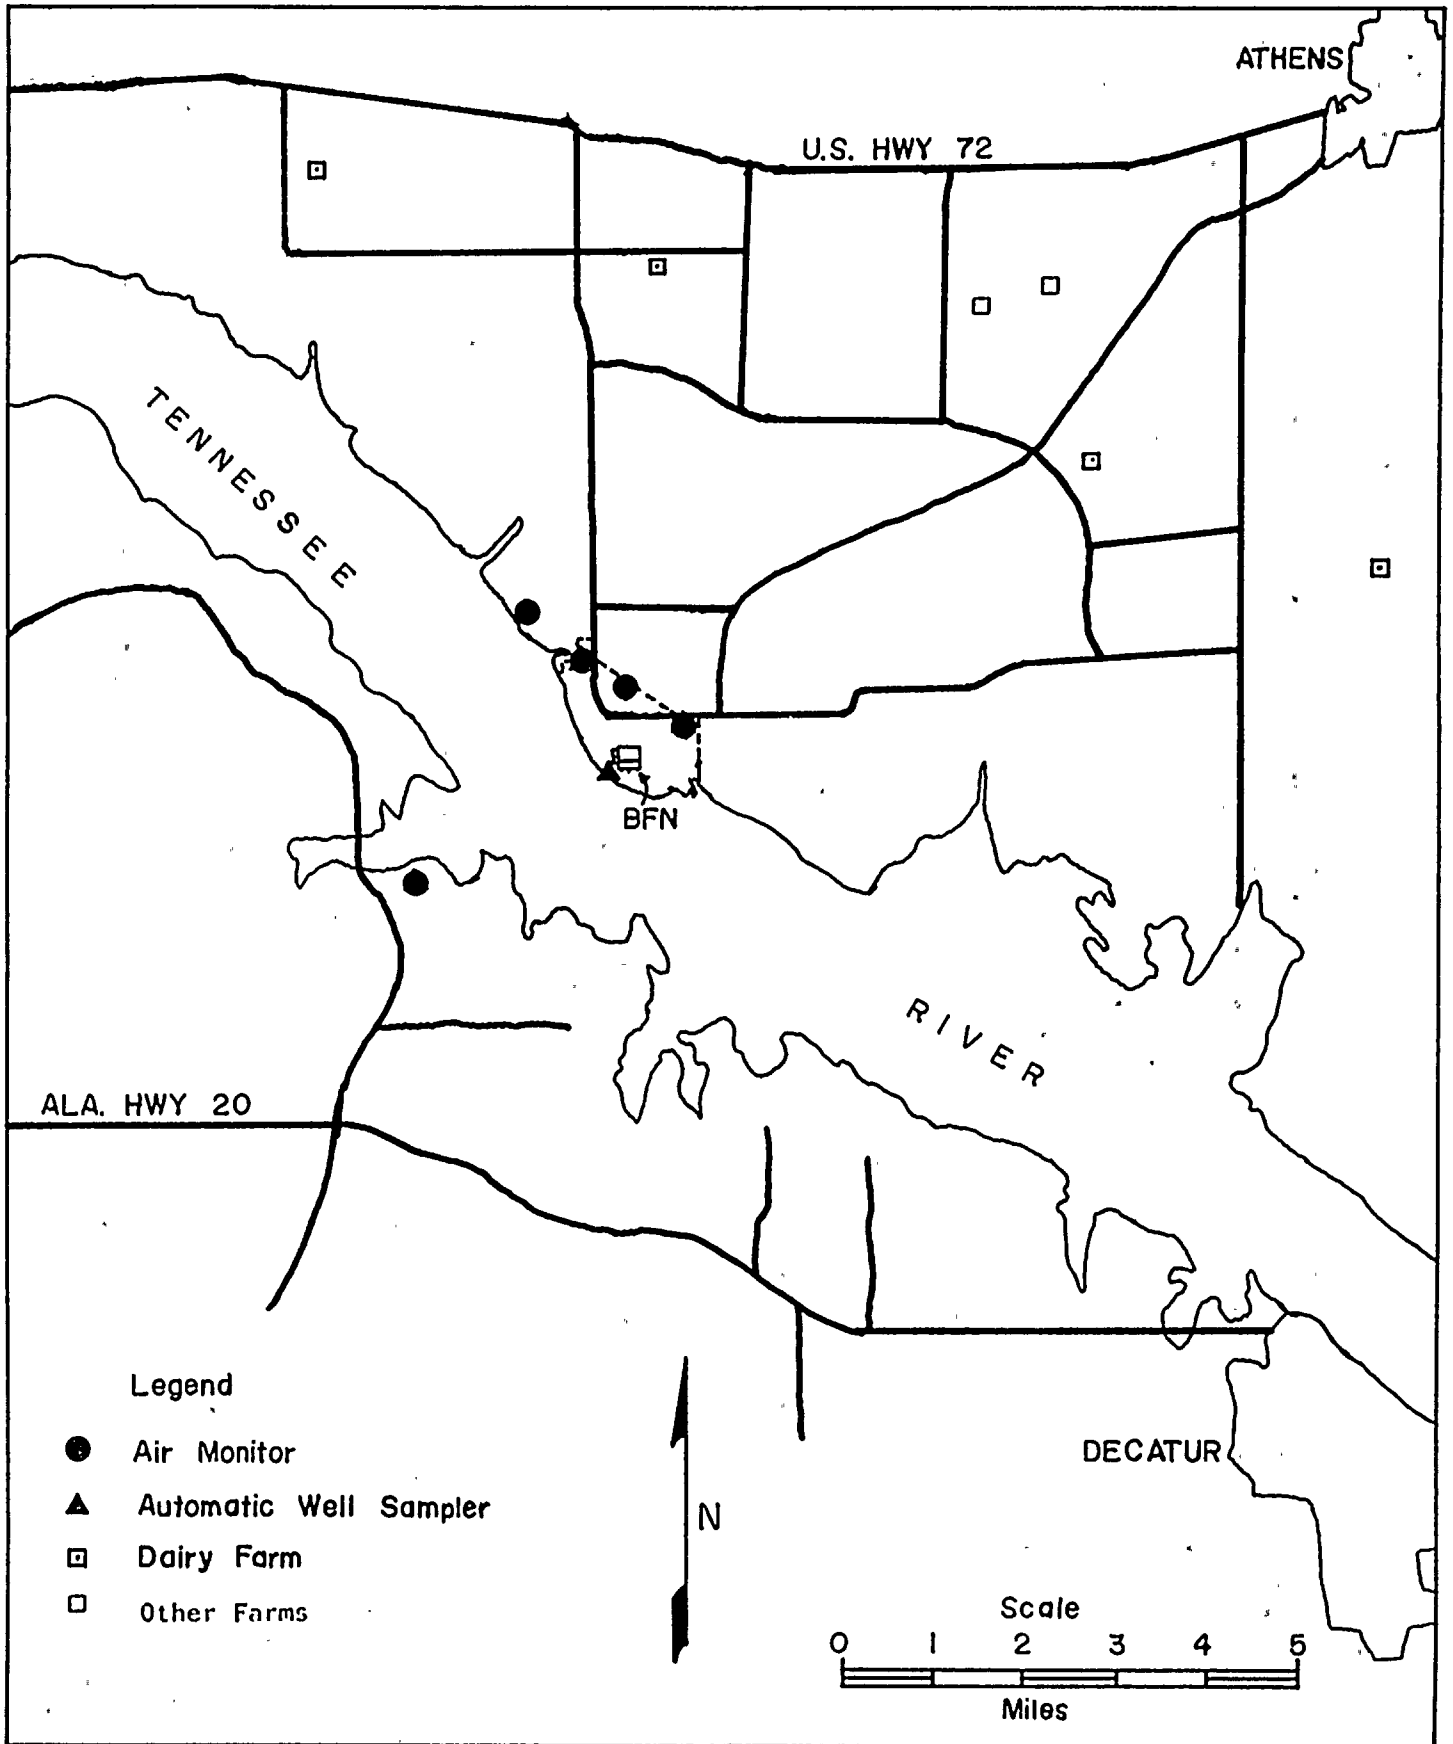 ATHENS
U.S. HWY 72
TENNESSEE
BFN
RIVER
ALA. HWY 20
Legend
Air Monitor
Automatic Well Sampler
Dairy Farm
Other Farms
N
DECATUR
Scale
0 1 2 3 4 5
Miles